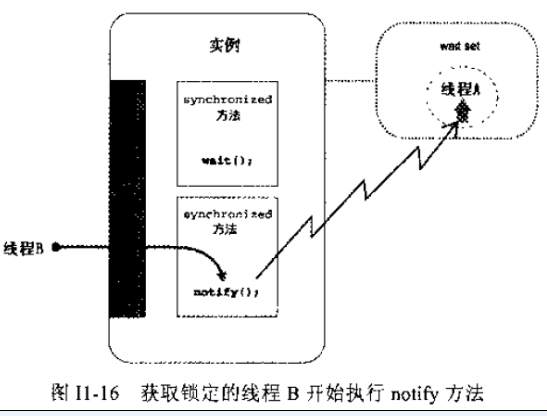 实例
wait set
线程A
synchronized
方法
wait();
synchronized
方法
线程B
notify();
图 I1-16 获取锁定的线程 B 开始执行 notify 方法